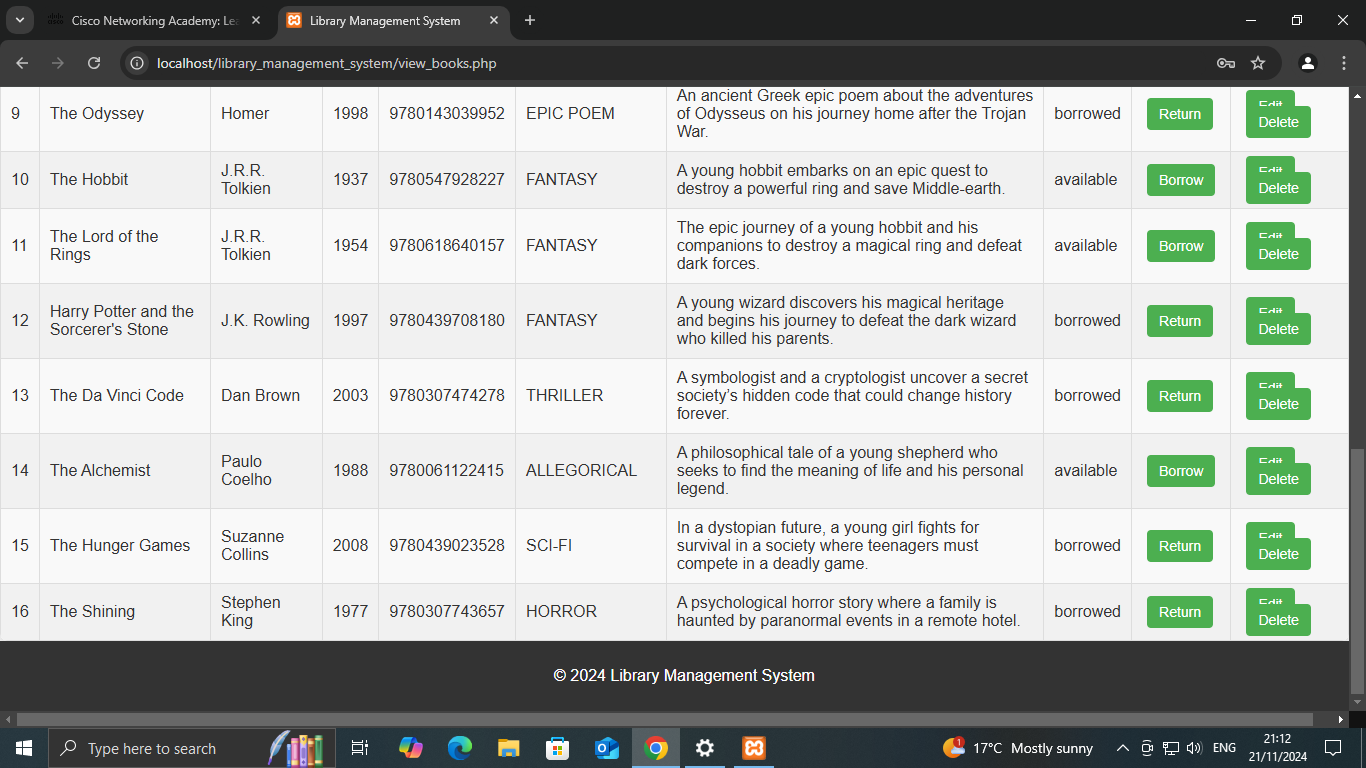 Cisco Networking Academy: Lea
Library Management System
localhost/library_management_system/view_books.php
9 The Odyssey Homer 1998 9780143039952 EPIC POEM An ancient Greek epic poem about the adventures of Odysseus on his journey home after the Trojan War. borrowed Return Edit Delete
10 The Hobbit J.R.R. Tolkien 1937 9780547928227 FANTASY A young hobbit embarks on an epic quest to destroy a powerful ring and save Middle-earth. available Borrow Edit Delete
11 The Lord of the Rings J.R.R. Tolkien 1954 9780618640157 FANTASY The epic journey of a young hobbit and his companions to destroy a magical ring and defeat dark forces. available Borrow Edit Delete
12 Harry Potter and the Sorcerer's Stone J.K. Rowling 1997 9780439708180 FANTASY A young wizard discovers his magical heritage and begins his journey to defeat the dark wizard who killed his parents. borrowed Return Edit Delete
13 The Da Vinci Code Dan Brown 2003 9780307474278 THRILLER A symbologist and a cryptologist uncover a secret society's hidden code that could change history forever. borrowed Return Edit Delete
14 The Alchemist Paulo Coelho 1988 9780061122415 ALLEGORICAL A philosophical tale of a young shepherd who seeks to find the meaning of life and his personal legend. available Borrow Edit Delete
15 The Hunger Games Suzanne Collins 2008 9780439023528 SCI-FI In a dystopian future, a young girl fights for survival in a society where teenagers must compete in a deadly game. borrowed Return Edit Delete
16 The Shining Stephen King 1977 9780307743657 HORROR A psychological horror story where a family is haunted by paranormal events in a remote hotel. borrowed Return Edit Delete
© 2024 Library Management System
Type here to search
1
17°C Mostly sunny
ENG
21:12
21/11/2024